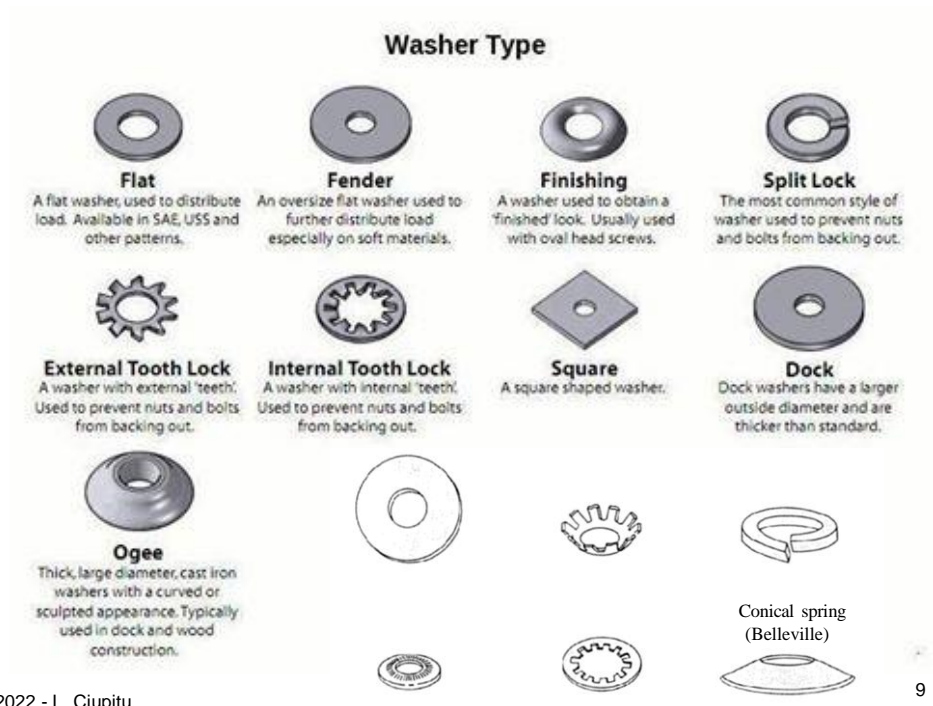 Washer Type
Flat
A flat washer, used to distribute
load. Available in SAE, USS and
other patterns.
Fender
An oversize flat washer used to
further distribute load
especially on soft materials.
Finishing
A washer used to obtain a
'finished' look. Usually used
with oval head screws.
Split Lock
The most common style of
washer used to prevent nuts
and bolts from backing out.
External Tooth Lock
A washer with external 'teeth'.
Used to prevent nuts and bolts
from backing out.
Internal Tooth Lock
A washer with internal 'teeth'.
Used to prevent nuts and bolts
from backing out.
Square
A square shaped washer.
Dock
Dock washers have a larger
outside diameter and are
thicker than standard.
Ogee
Thick, large diameter, cast iron
washers with a curved or
sculpted appearance. Typically
used in dock and wood
construction.
Conical spring
(Belleville)
2022 - I. Ciupitu
9